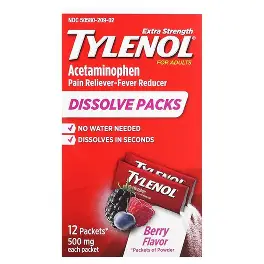 NDC 50580-209-02
Extra Strength
TYLENOL®
FOR ADULTS
Acetaminophen
Pain Reliever-Fever Reducer
DISSOLVE PACKS
NO WATER NEEDED
DISSOLVES IN SECONDS
TYLENOL
TYLENOL
12 Packets*
500 mg
each packet
Berry
Flavor
*Packets of Powder